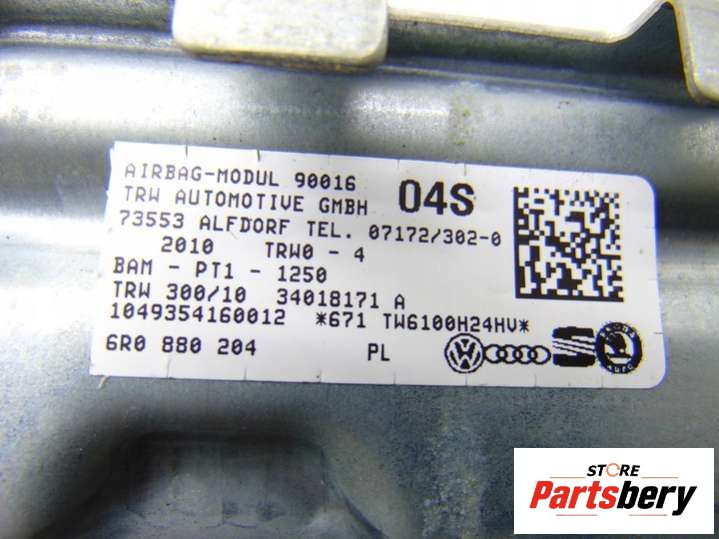 AIRBAG-MODUL 90016
TRW AUTOMOTIVE GMBH 04S
73553 ALFDORF TEL. 07172/302-0
2010 TRW0 - 4
BAM - PT1 - 1250
TRW 300/10 34018171 A
1049354160012 *671 TW6100H24HV*
6R0 880 204 PL
STORE
Partsbery